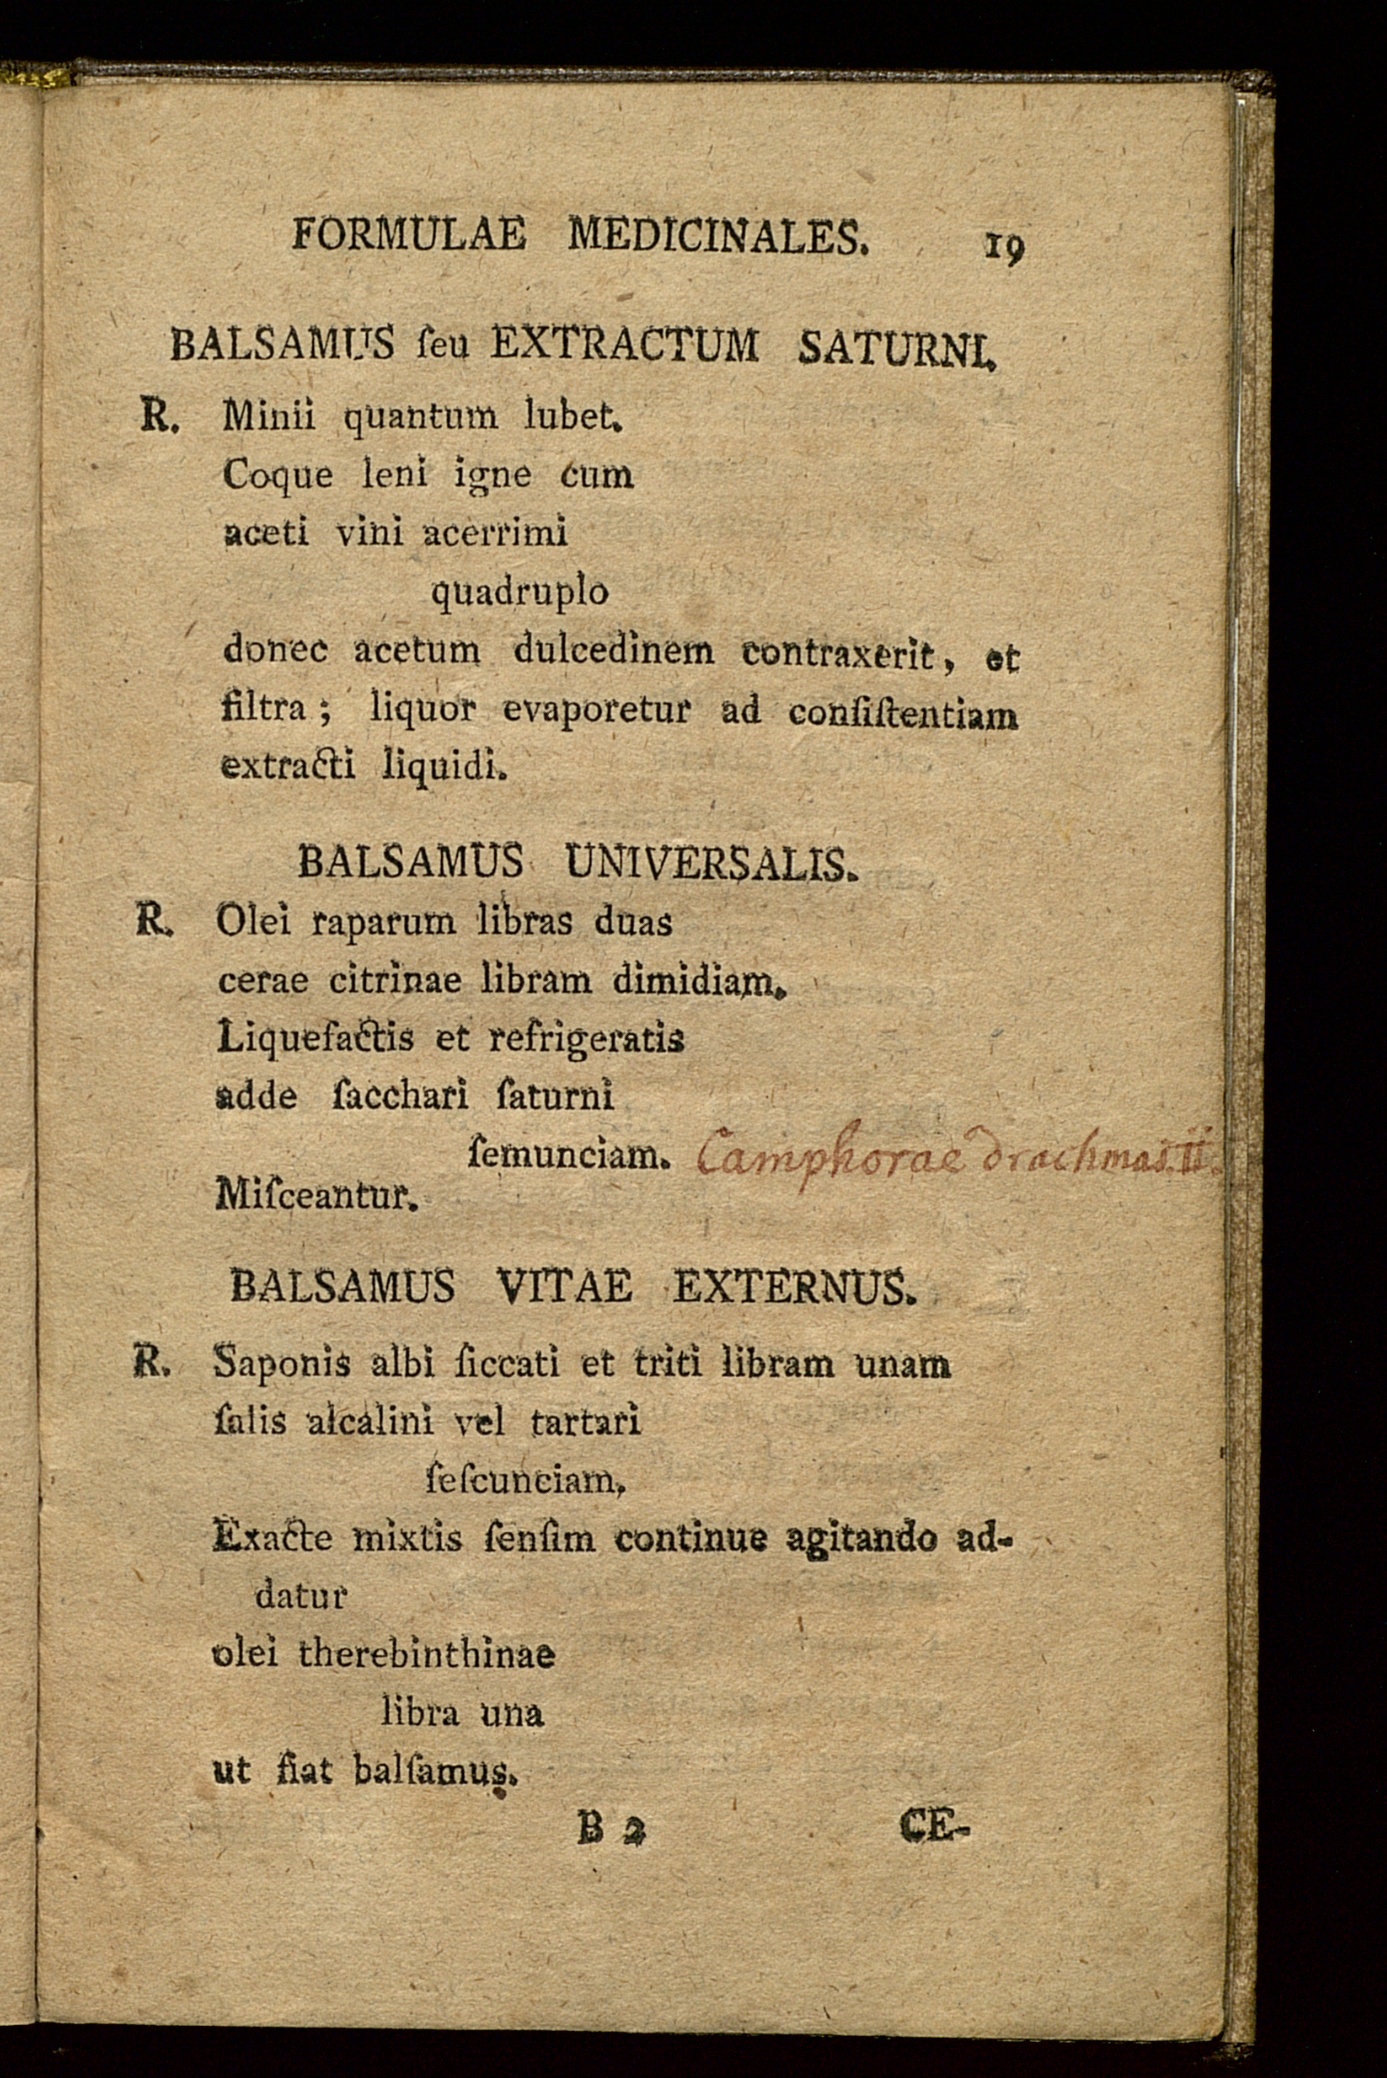 FORMULAE MEDICINALES. 19
BALSAMUS ſeu EXTRACTUM SATURNI.
R. Minii quantum lubet.
Coque leni igne cum
aceti vini acerrimi
quadruplo
donec acetum dulcedinem contraxerit, et
filtra; liquor evaporetur ad conſiſtentiam
extracti liquidi.
BALSAMUS UNIVERSALIS.
R. Olei raparum libras duas
cerae citrinae libram dimidiam.
Liquefactis et refrigeratis
adde ſacchari ſaturni
ſemunciam. Camphorae drachmas. II.
Miſceantur.
BALSAMUS VITAE EXTERNUS.
R. Saponis albi ſiccati et triti libram unam
ſalis alcalini vel tartari
ſeſcunciam,
Exacte mixtis ſenſim continue agitando ad-
datur
olei therebinthinae
libra una
ut fiat balſamus.
B 2 CE-